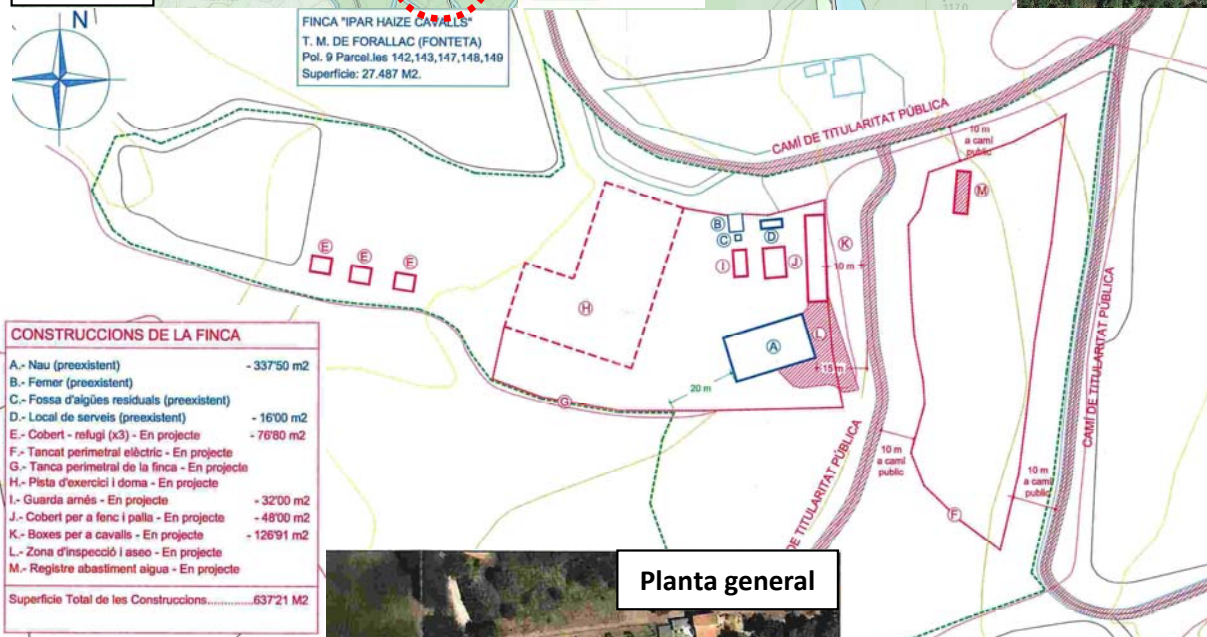 N
FINCA "IPAR HAIZE CAVALLS"
T. M. DE FORALLAC (FONTETA)
Pol. 9 Parcel.les 142,143,147,148,149
Superfície: 27.487 M2.
117.0
CAMÍ DE TITULARITAT PÚBLICA
10 m
a camí
públic
M
B
C
D
K
I
J
10 m
E
E
E
H
A
L
15 m
20 m
G
CAMÍ DE TITULARITAT PÚBLICA
DE TITULARITAT PÚBLICA
10 m
a camí
públic
10 m
a camí
públic
F
CONSTRUCCIONS DE LA FINCA
A.- Nau (preexistent) - 337'50 m2
B.- Femer (preexistent)
C.- Fossa d'aigües residuals (preexistent)
D.- Local de serveis (preexistent) - 16'00 m2
E.- Cobert - refugi (x3) - En projecte - 76'80 m2
F.- Tancat perimetral elèctric - En projecte
G.- Tanca perimetral de la finca - En projecte
H.- Pista d'exercici i doma - En projecte
I.- Guarda arnés - En projecte - 32'00 m2
J.- Cobert per a fenc i palla - En projecte - 48'00 m2
K.- Boxes per a cavalls - En projecte - 126'91 m2
L.- Zona d'inspecció i aseo - En projecte
M.- Registre abastiment aigua - En projecte
Superfície Total de les Construccions.............637'21 M2
Planta general